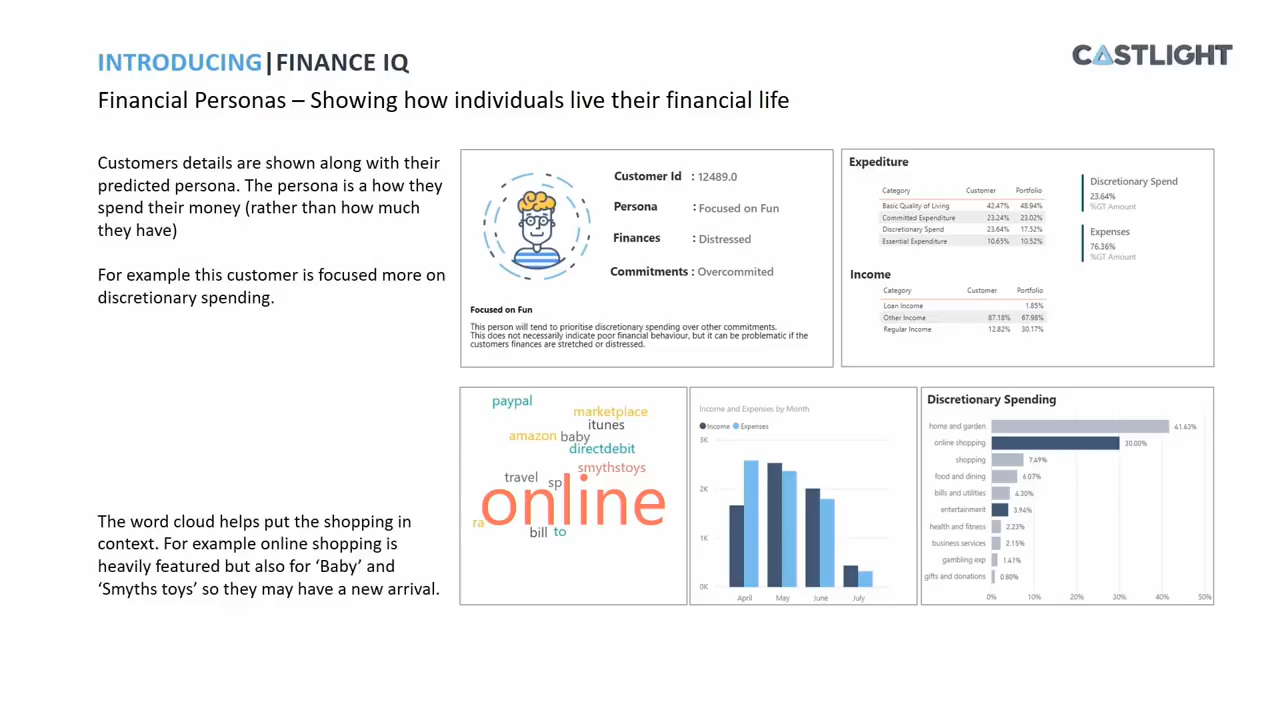 INTRODUCING|FINANCE IQ
CASTLIGHT
Financial Personas – Showing how individuals live their financial life
Customers details are shown along with their
predicted persona. The persona is a how they
spend their money (rather than how much
they have)
For example this customer is focused more on
discretionary spending.
The word cloud helps put the shopping in
context. For example online shopping is
heavily featured but also for ‘Baby’ and
‘Smyths toys’ so they may have a new arrival.
Customer Id : 12489.0
Persona : Focused on Fun
Finances : Distressed
Commitments : Overcommited
Focused on Fun
This person will tend to prioritise discretionary spending over other commitments.
This does not necessarily indicate poor financial behaviour, but it can be problematic if the
customers finances are stretched or distressed.
Expediture
Category Customer Portfolio
Basic Quality of Living 42.47% 48.94%
Committed Expenditure 23.24% 23.02%
Discretionary Spend 23.64% 17.52%
Essential Expenditure 10.65% 10.52%
Discretionary Spend
23.64%
%GT Amount
Expenses
76.36%
%GT Amount
Income
Category Customer Portfolio
Loan Income 1.85%
Other Income 87.18% 67.98%
Regular Income 12.82% 30.17%
paypal
marketplace
itunes
amazon baby
directdebit
smythstoys
travel sp
online
ra
bill to
Income and Expenses by Month
Income Expenses
3K
2K
1K
0K
April May June July
Discretionary Spending
home and garden 41.63%
online shopping 30.00%
shopping 7.49%
food and dining 6.07%
bills and utilities 4.30%
entertainment 3.94%
health and fitness 2.23%
business services 2.15%
gambling exp 1.41%
gifts and donations 0.80%
0% 10% 20% 30% 40% 50%